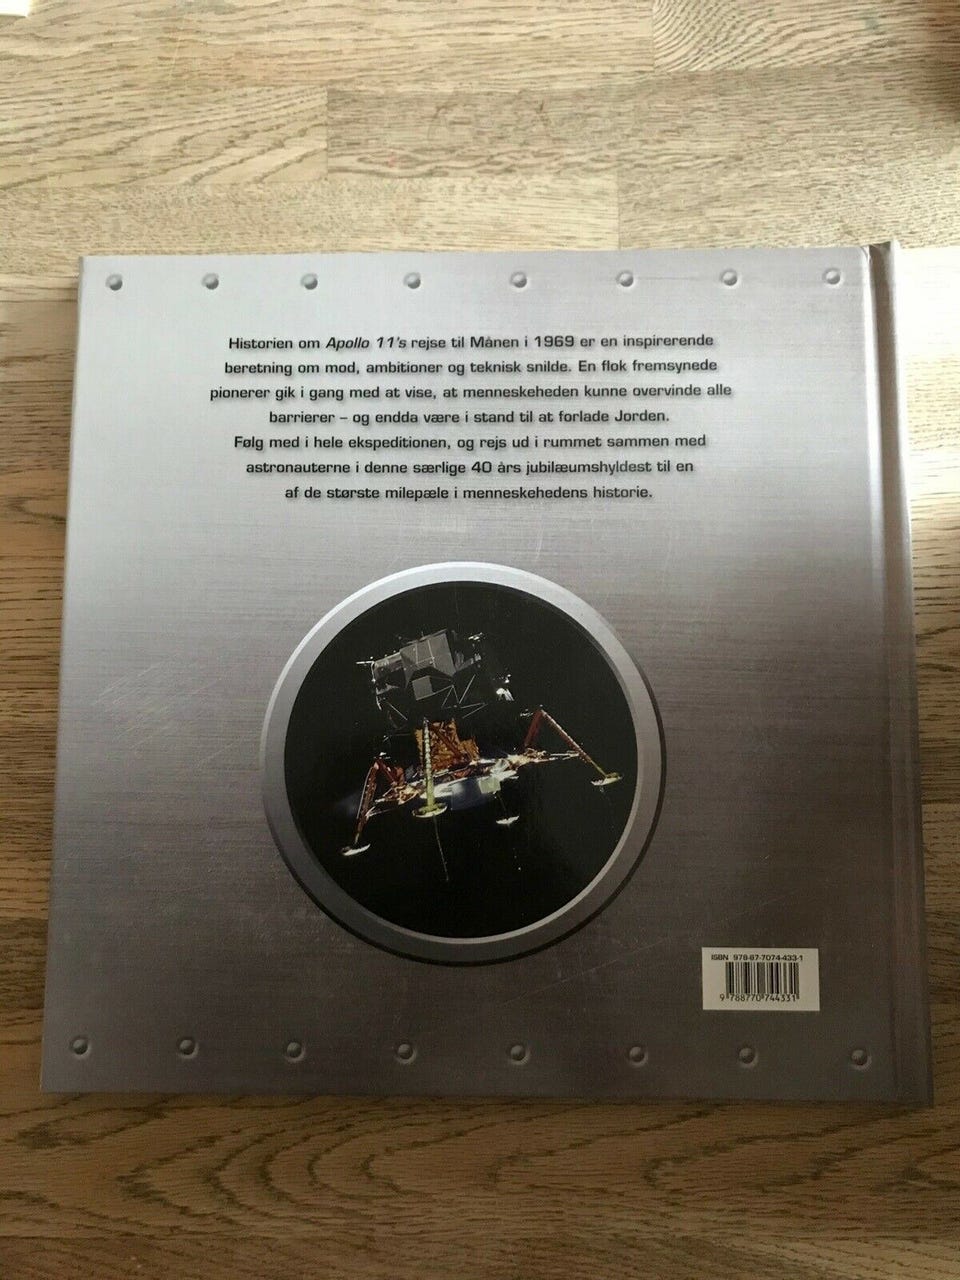 Historien om Apollo 11's rejse til Månen i 1969 er en inspirerende
beretning om mod, ambitioner og teknisk snilde. En flok fremsynede
pionerer gik i gang med at vise, at menneskeheden kunne overvinde alle
barrierer – og endda være i stand til at forlade Jorden.
Følg med i hele ekspeditionen, og rejs ud i rummet sammen med
astronauterne i denne særlige 40 års jubilæumshyldest til en
af de største milepæle i menneskehedens historie.
ISBN 978-87-7074-433-1
9 788770 744331